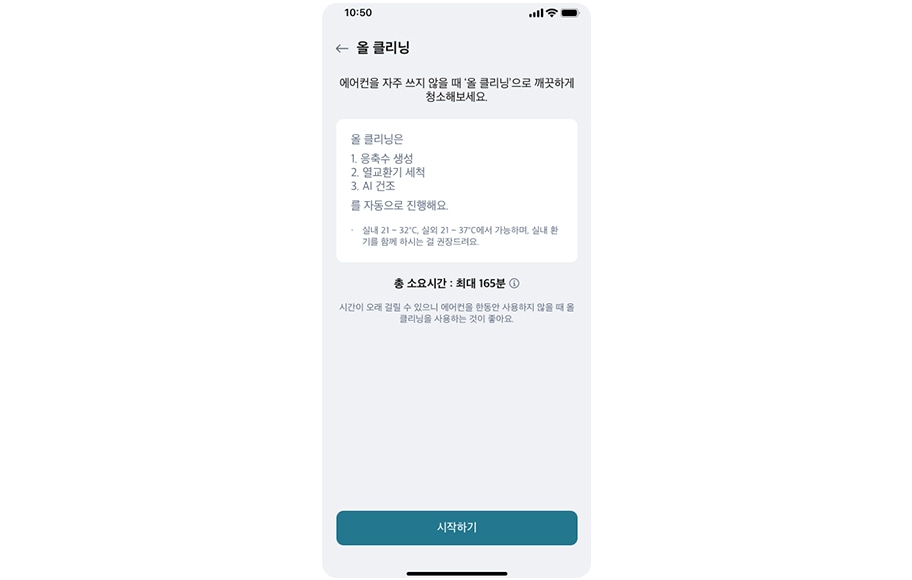 10:50
← 올 클리닝
에어컨을 자주 쓰지 않을 때 '올 클리닝'으로 깨끗하게
청소해보세요.
올 클리닝은
1. 응축수 생성
2. 열교환기 세척
3. AI 건조
를 자동으로 진행해요.
· 실내 21 ~ 32°C, 실외 21 ~ 37°C에서 가능하며, 실내 환
기를 함께 하시는 걸 권장드려요.
총 소요시간 : 최대 165분 ⓘ
시간이 오래 걸릴 수 있으니 에어컨을 한동안 사용하지 않을 때 올
클리닝을 사용하는 것이 좋아요.
시작하기